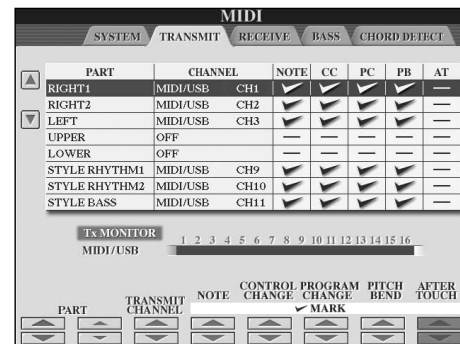 MIDI
SYSTEM TRANSMIT RECEIVE BASS CHORD DETECT
PART CHANNEL NOTE CC PC PB AT
RIGHT1 MIDI/USB CH1
RIGHT2 MIDI/USB CH2
LEFT MIDI/USB CH3
UPPER OFF
LOWER OFF
STYLE RHYTHM1 MIDI/USB CH9
STYLE RHYTHM2 MIDI/USB CH10
STYLE BASS MIDI/USB CH11
Tx MONITOR
MIDI/USB 1 2 3 4 5 6 7 8 9 10 11 12 13 14 15 16
PART TRANSMIT CHANNEL NOTE CONTROL CHANGE PROGRAM CHANGE PITCH BEND AFTER TOUCH
MARK